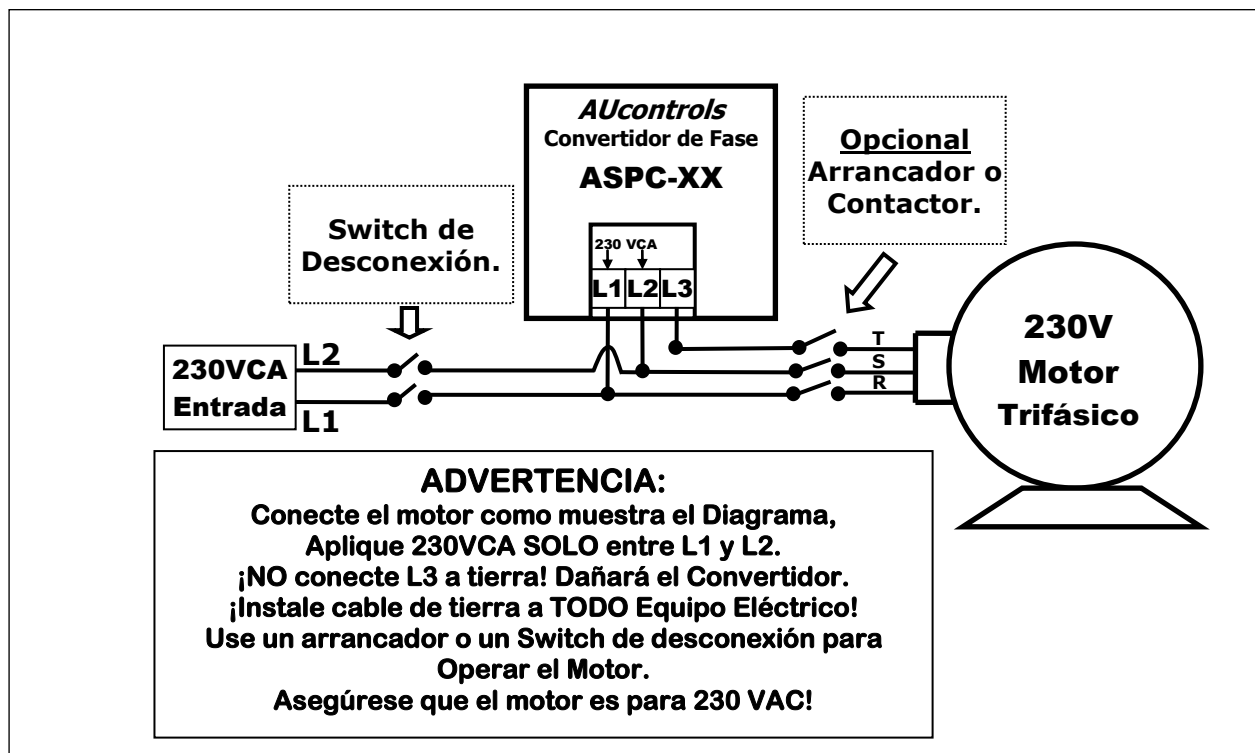 AUcontrols
Convertidor de Fase
ASPC-XX
230 VCA
L1 L2 L3
Opcional
Arrancador o
Contactor.
Switch de
Desconexión.
230VCA
Entrada
L2
L1
T
S
R
230V
Motor
Trifásico
ADVERTENCIA:
Conecte el motor como muestra el Diagrama,
Aplique 230VCA SOLO entre L1 y L2.
¡NO conecte L3 a tierra! Dañará el Convertidor.
¡Instale cable de tierra a TODO Equipo Eléctrico!
Use un arrancador o un Switch de desconexión para
Operar el Motor.
Asegúrese que el motor es para 230 VAC!